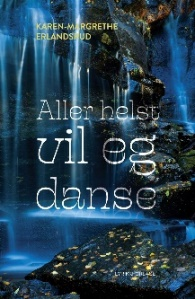 KAREN-MARGRETHE
ERLANDSRUD
Aller helst
vil eg
danse